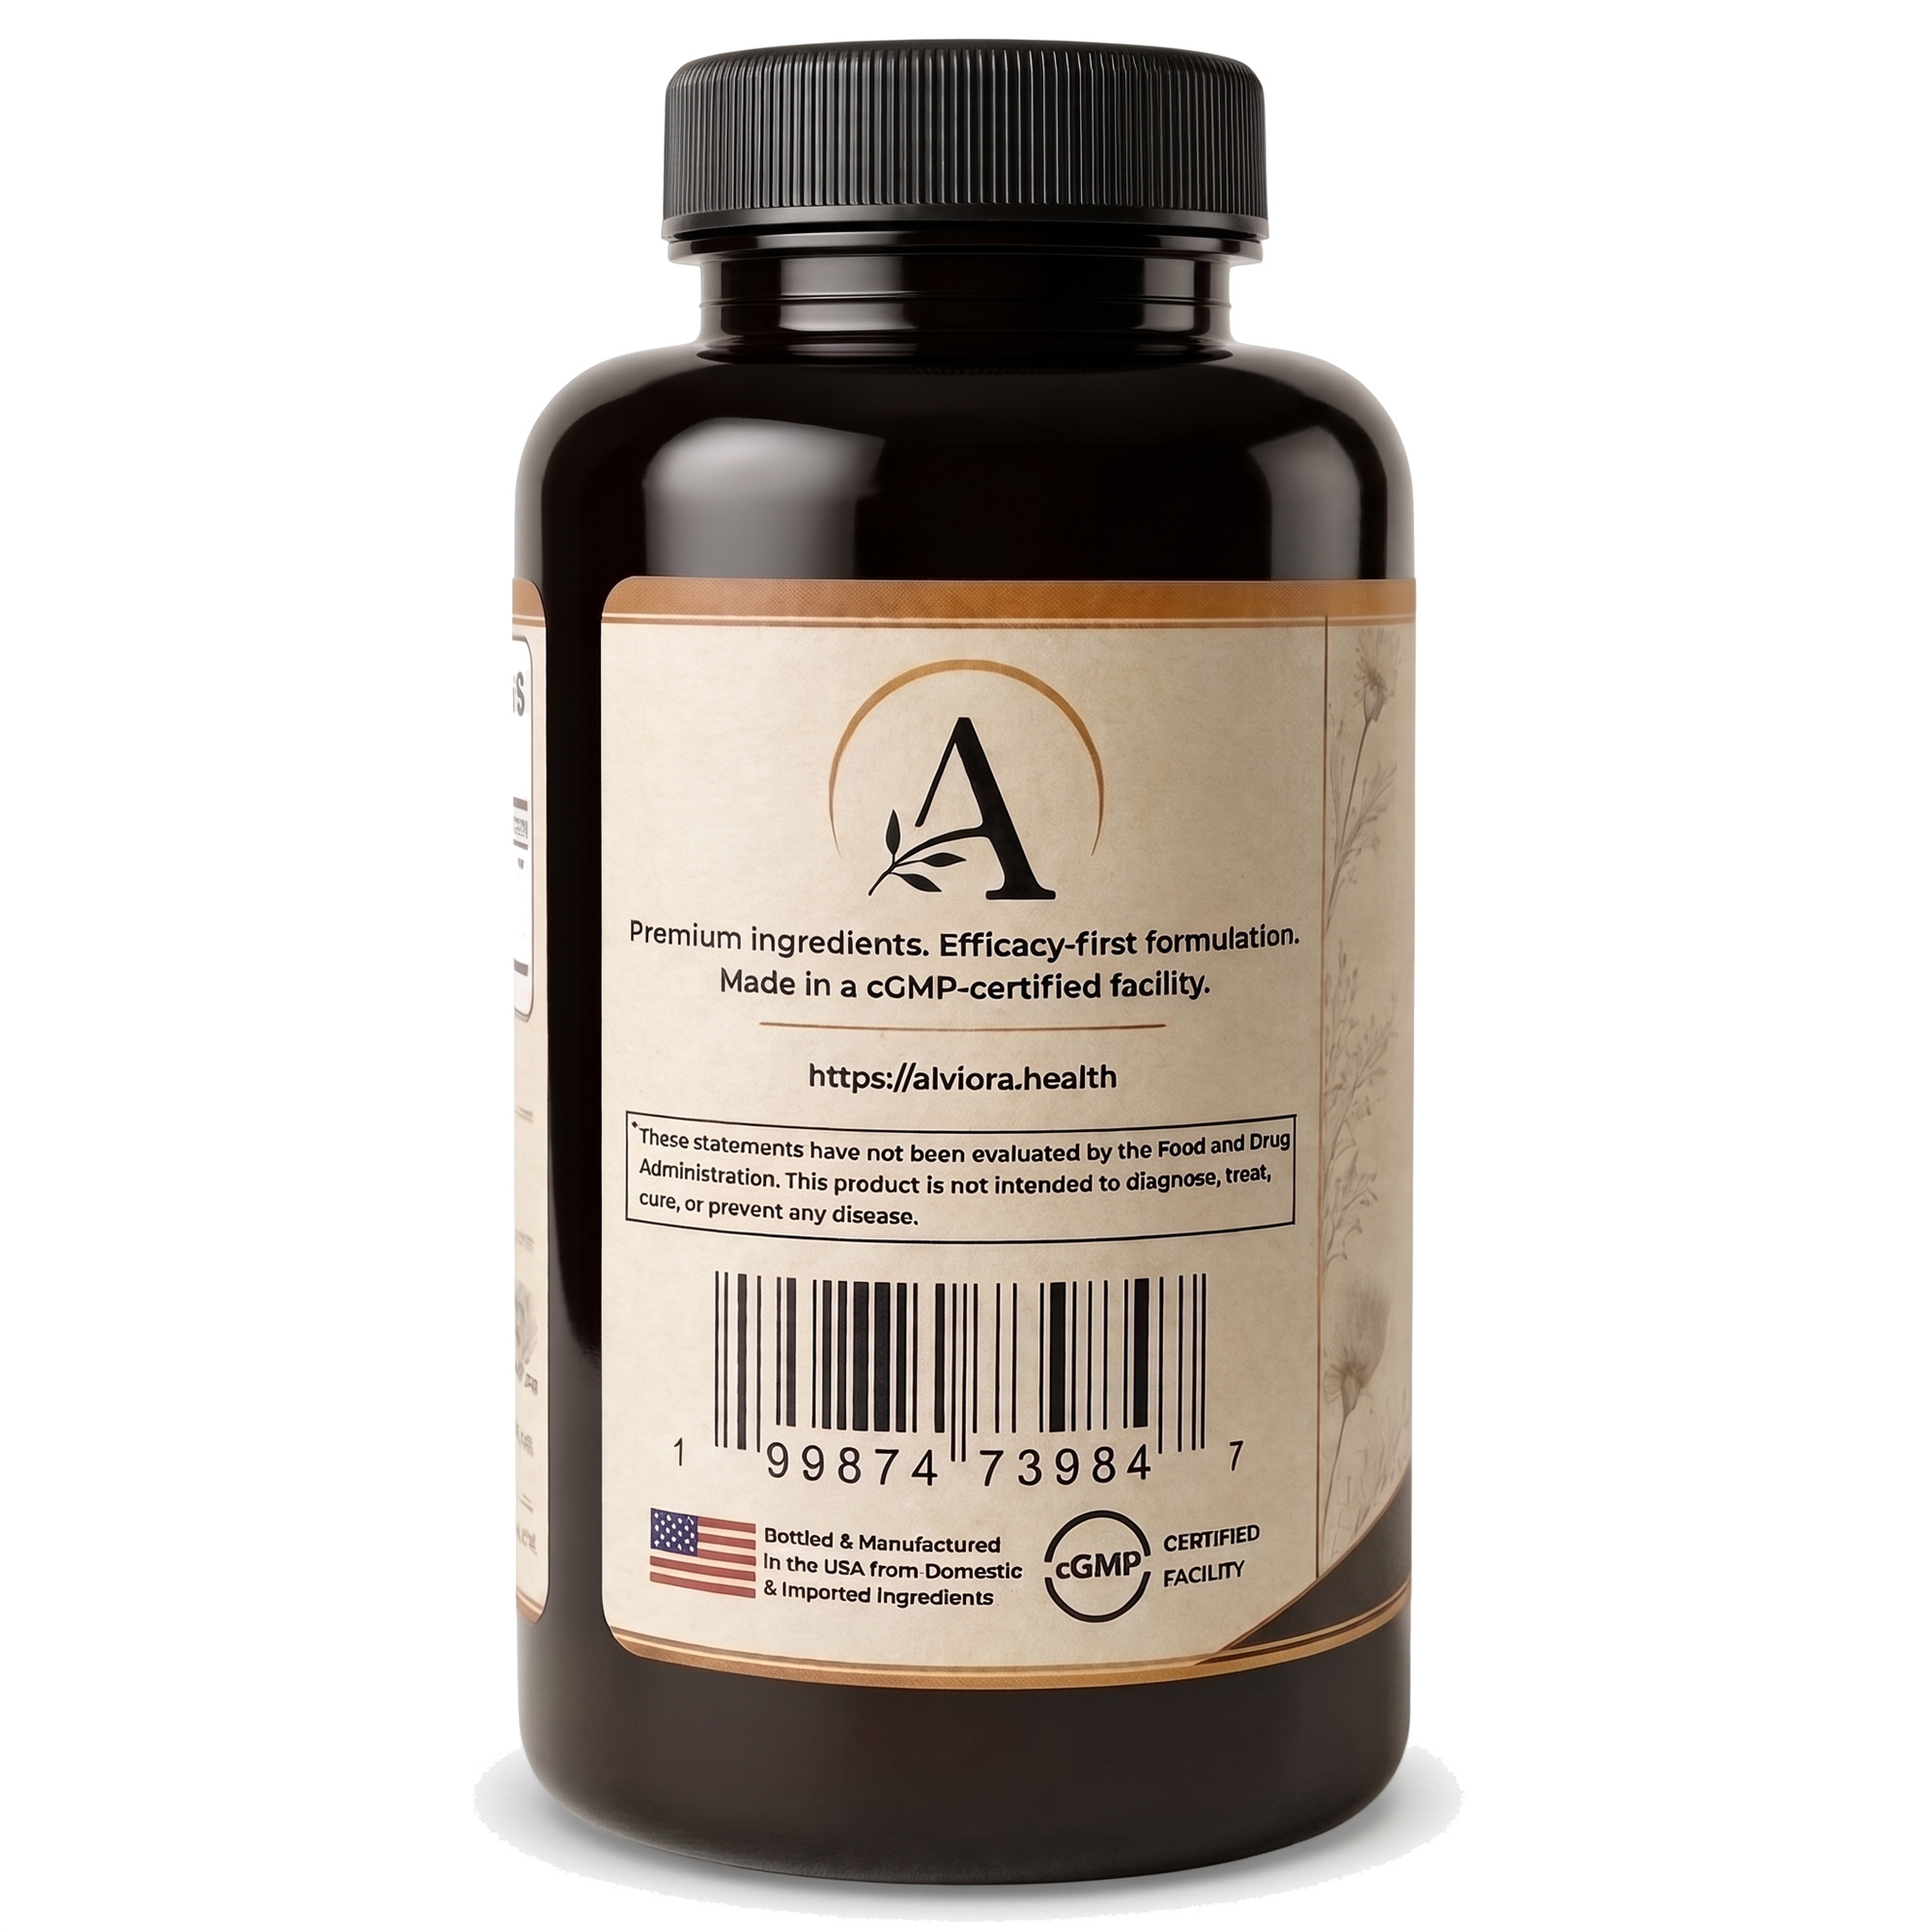 A
Premium ingredients. Efficacy-first formulation.
Made in a cGMP-certified facility.
https://alviora.health
*These statements have not been evaluated by the Food and Drug
Administration. This product is not intended to diagnose, treat,
cure, or prevent any disease.
1 99874 73984 7
Bottled & Manufactured
In the USA from Domestic
& Imported Ingredients
cGMP
CERTIFIED
FACILITY